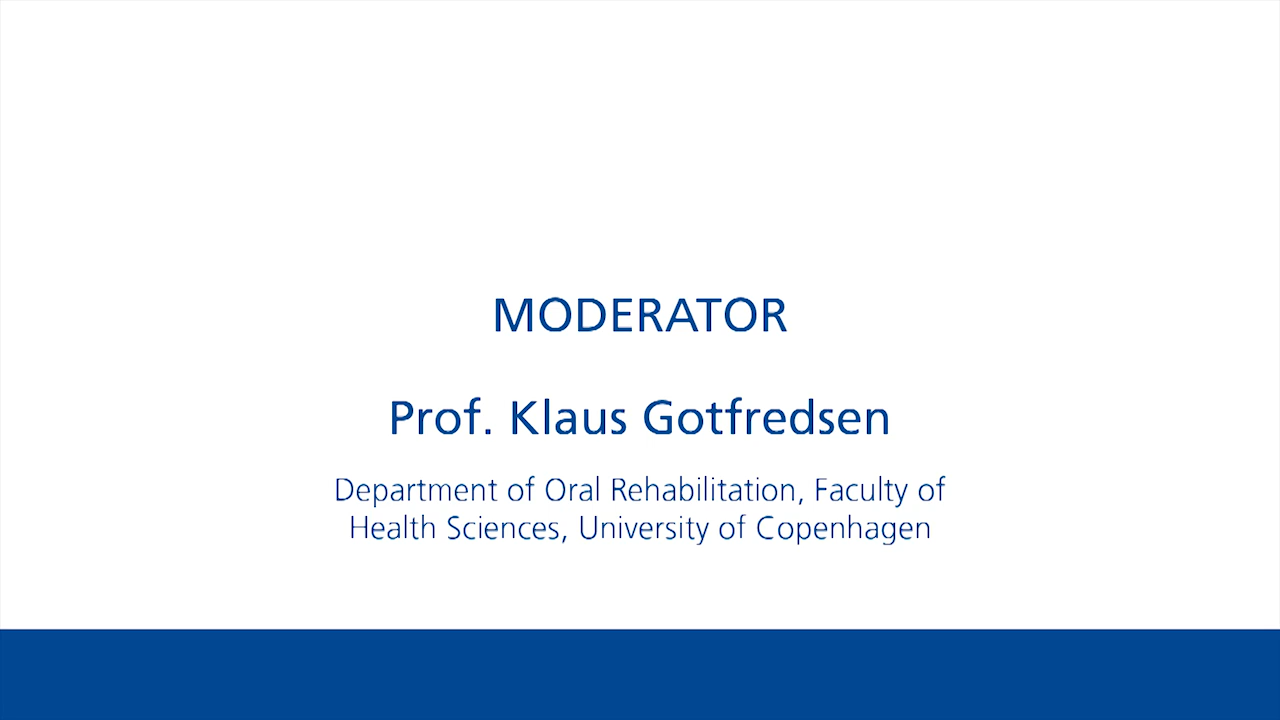 MODERATOR
Prof. Klaus Gotfredsen
Department of Oral Rehabilitation, Faculty of
Health Sciences, University of Copenhagen